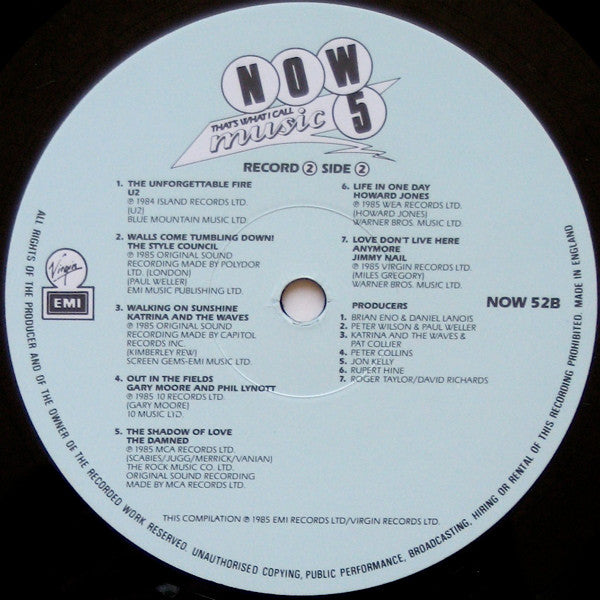 NOW
5
THAT'S WHAT I CALL
music
RECORD 2 SIDE 2
1. THE UNFORGETTABLE FIRE
U2
℗ 1984 ISLAND RECORDS LTD.
(U2)
BLUE MOUNTAIN MUSIC LTD.
2. WALLS COME TUMBLING DOWN!
THE STYLE COUNCIL
℗ 1985 ORIGINAL SOUND
RECORDING MADE BY POLYDOR
LTD. (LONDON)
(PAUL WELLER)
EMI MUSIC PUBLISHING LTD.
3. WALKING ON SUNSHINE
KATRINA AND THE WAVES
℗ 1985 ORIGINAL SOUND
RECORDING MADE BY CAPITOL
RECORDS INC.
(KIMBERLEY REW)
SCREEN GEMS-EMI MUSIC LTD.
4. OUT IN THE FIELDS
GARY MOORE AND PHIL LYNOTT
℗ 1985 10 RECORDS LTD.
(GARY MOORE)
10 MUSIC LTD.
5. THE SHADOW OF LOVE
THE DAMNED
℗ 1985 MCA RECORDS LTD.
(SCABIES/JUGG/MERRICK/VANIAN)
THE ROCK MUSIC CO. LTD.
ORIGINAL SOUND RECORDING
MADE BY MCA RECORDS LTD.
6. LIFE IN ONE DAY
HOWARD JONES
℗ 1985 WEA RECORDS LTD.
(HOWARD JONES)
WARNER BROS. MUSIC LTD.
7. LOVE DON'T LIVE HERE
ANYMORE
JIMMY NAIL
℗ 1985 VIRGIN RECORDS LTD.
(MILES GREGORY)
WARNER BROS. MUSIC LTD.
PRODUCERS
1. BRIAN ENO & DANIEL LANOIS
2. PETER WILSON & PAUL WELLER
3. KATRINA AND THE WAVES &
PAT COLLIER
4. PETER COLLINS
5. JON KELLY
6. RUPERT HINE
7. ROGER TAYLOR/DAVID RICHARDS
NOW 52B
Virgin
EMI
THIS COMPILATION ℗ 1985 EMI RECORDS LTD/VIRGIN RECORDS LTD.
ALL RIGHTS OF THE PRODUCER AND OF THE OWNER OF THE RECORDED WORK RESERVED. UNAUTHORISED COPYING, PUBLIC PERFORMANCE, BROADCASTING, HIRING OR RENTAL OF THIS RECORDING PROHIBITED. MADE IN ENGLAND